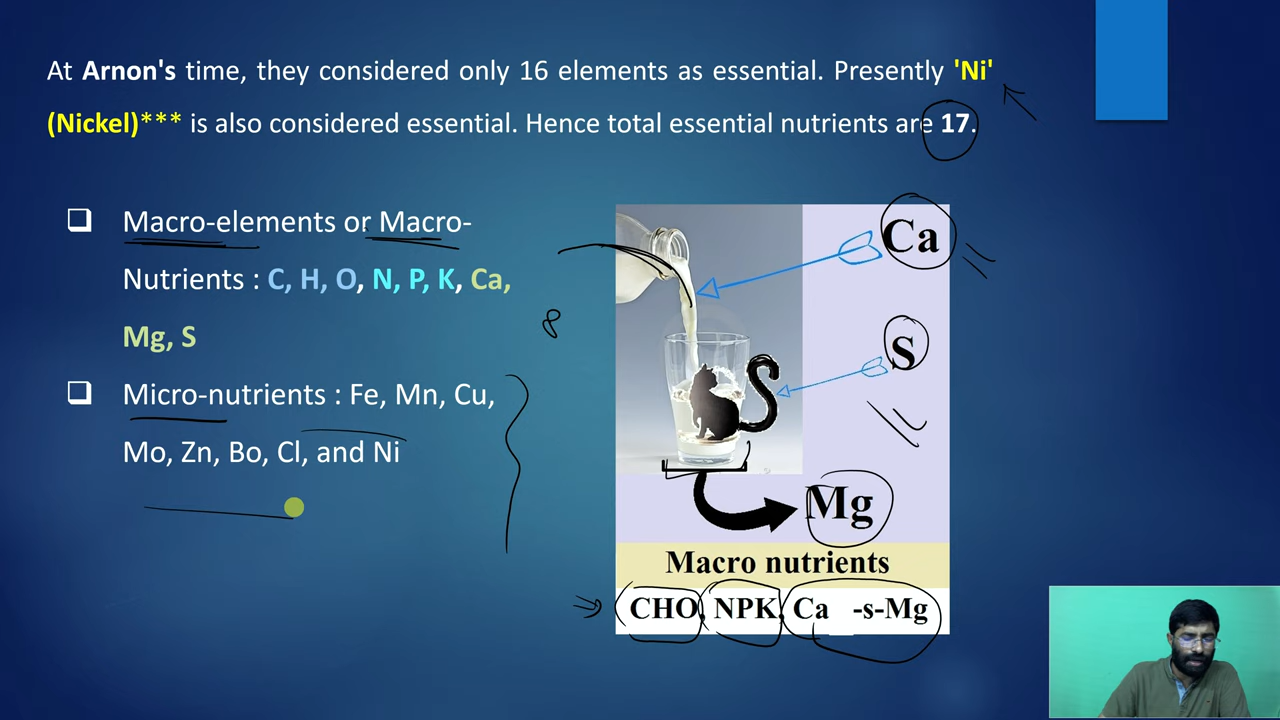 At Arnon's time, they considered only 16 elements as essential. Presently 'Ni'
(Nickel)*** is also considered essential. Hence total essential nutrients are 17.
Macro-elements or Macro-
Nutrients : C, H, O, N, P, K, Ca,
Mg, S
Micro-nutrients : Fe, Mn, Cu,
Mo, Zn, Bo, Cl, and Ni
8
Ca
S
Mg
Macro nutrients
CHO, NPK, Ca -s-Mg